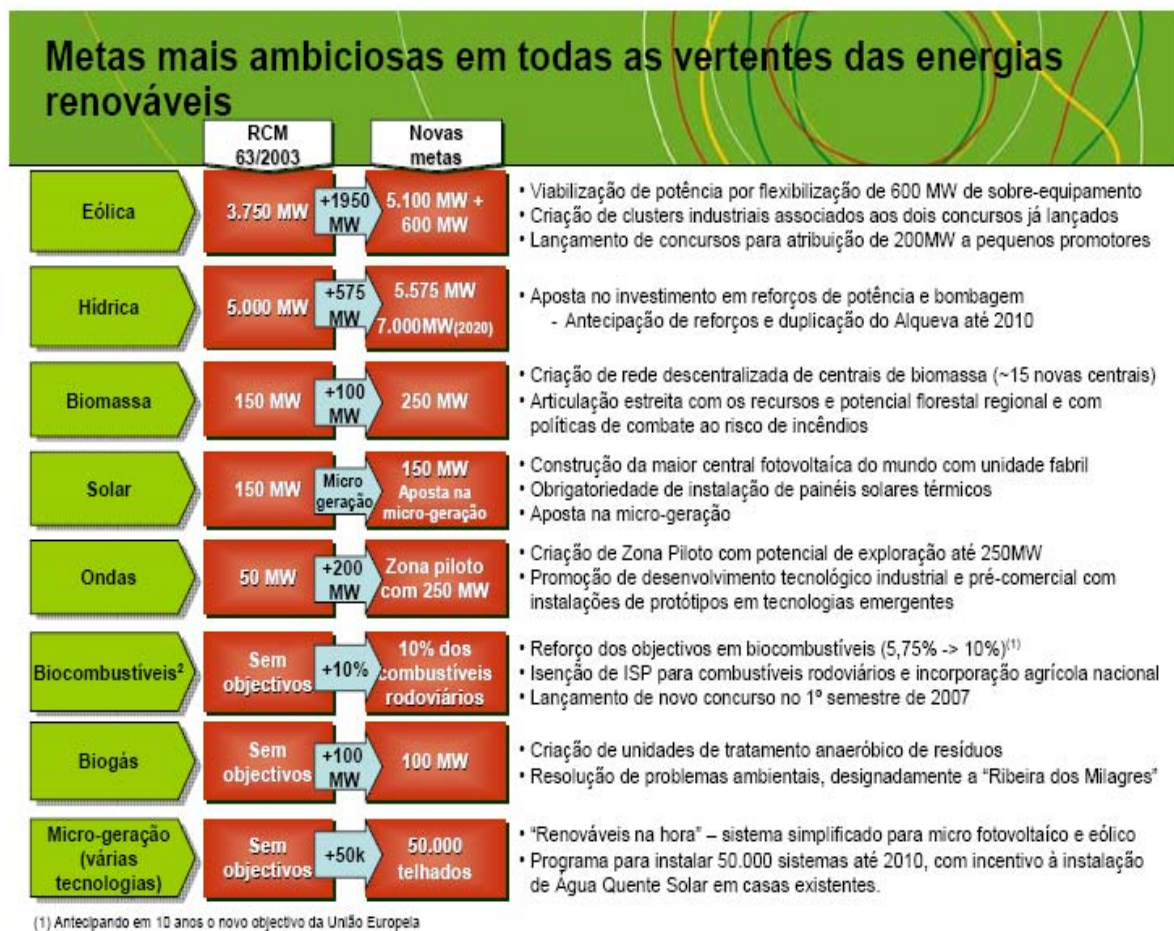 Metas mais ambiciosas em todas as vertentes das energias
renováveis
RCM
63/2003
Novas
metas
Eólica
3.750 MW
+1950
MW
5.100 MW +
600 MW
• Viabilização de potência por flexibilização de 600 MW de sobre-equipamento
• Criação de clusters industriais associados aos dois concursos já lançados
• Lançamento de concursos para atribuição de 200MW a pequenos promotores
Hídrica
5.000 MW
+575
MW
5.575 MW
7.000MW(2020)
• Aposta no investimento em reforços de potência e bombagem
- Antecipação de reforços e duplicação do Alqueva até 2010
Biomassa
150 MW
+100
MW
250 MW
• Criação de rede descentralizada de centrais de biomassa (~15 novas centrais)
• Articulação estreita com os recursos e potencial florestal regional e com
políticas de combate ao risco de incêndios
Solar
150 MW
Micro
geração
150 MW
Aposta na
micro-geração
• Construção da maior central fotovoltaíca do mundo com unidade fabril
• Obrigatoriedade de instalação de painéis solares térmicos
• Aposta na micro-geração
Ondas
50 MW
+200
MW
Zona piloto
com 250 MW
• Criação de Zona Piloto com potencial de exploração até 250MW
• Promoção de desenvolvimento tecnológico industrial e pré-comercial com
instalações de protótipos em tecnologias emergentes
Biocombustíveis²
Sem
objectivos
+10%
10% dos
combustíveis
rodoviários
• Reforço dos objectivos em biocombustíveis (5,75% -> 10%)(1)
• Isenção de ISP para combustíveis rodoviários e incorporação agrícola nacional
• Lançamento de novo concurso no 1º semestre de 2007
Biogás
Sem
objectivos
+100
MW
100 MW
• Criação de unidades de tratamento anaeróbico de resíduos
• Resolução de problemas ambientais, designadamente a “Ribeira dos Milagres”
Micro-geração
(várias
tecnologias)
Sem
objectivos
+50k
50.000
telhados
• “Renováveis na hora” – sistema simplificado para micro fotovoltaíco e eólico
• Programa para instalar 50.000 sistemas até 2010, com incentivo à instalação
de Água Quente Solar em casas existentes.
(1) Antecipando em 10 anos o novo objectivo da União Europeia